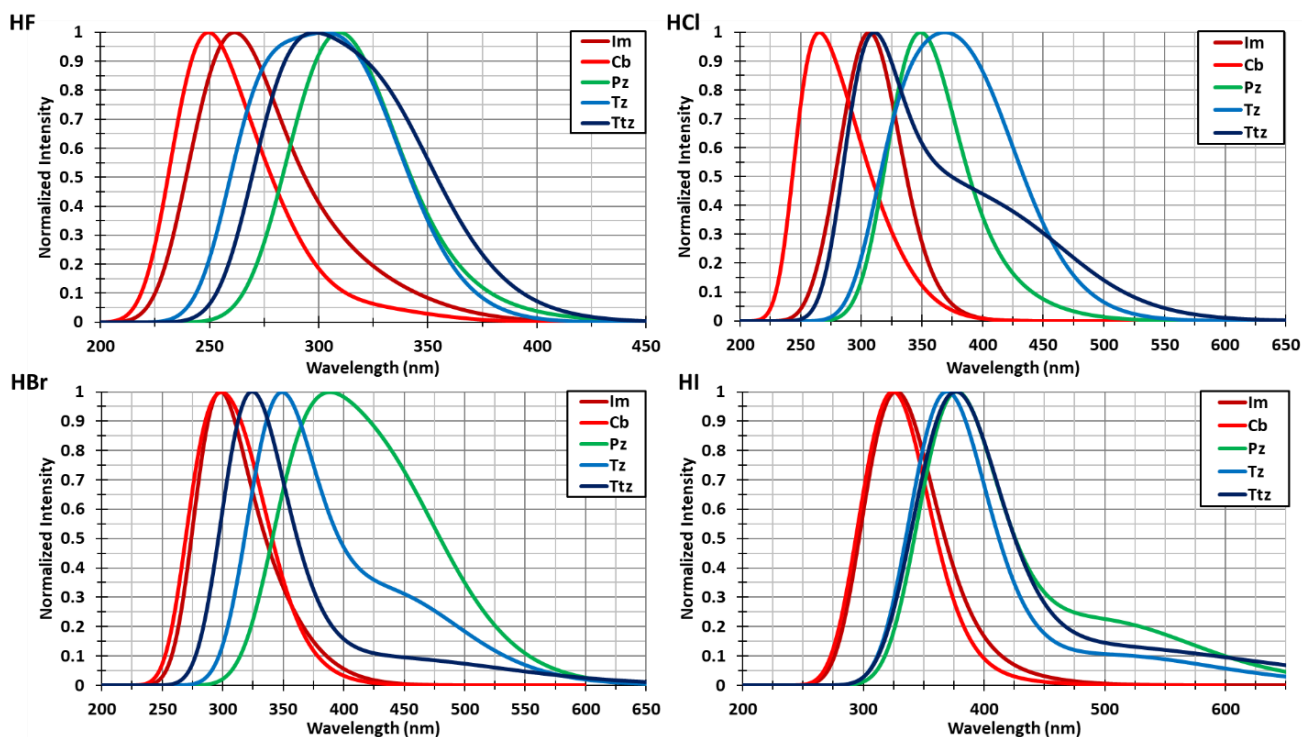 HF
Normalized Intensity
1
0.9
0.8
0.7
0.6
0.5
0.4
0.3
0.2
0.1
0
200 250 300 350 400 450
Wavelength (nm)
Im
Cb
Pz
Tz
Ttz
HCl
Normalized Intensity
1
0.9
0.8
0.7
0.6
0.5
0.4
0.3
0.2
0.1
0
200 250 300 350 400 450 500 550 600 650
Wavelength (nm)
Im
Cb
Pz
Tz
Ttz
HBr
Normalized Intensity
1
0.9
0.8
0.7
0.6
0.5
0.4
0.3
0.2
0.1
0
200 250 300 350 400 450 500 550 600 650
Wavelength (nm)
Im
Cb
Pz
Tz
Ttz
HI
Normalized Intensity
1
0.9
0.8
0.7
0.6
0.5
0.4
0.3
0.2
0.1
0
200 300 400 500 600
Wavelength (nm)
Im
Cb
Pz
Tz
Ttz